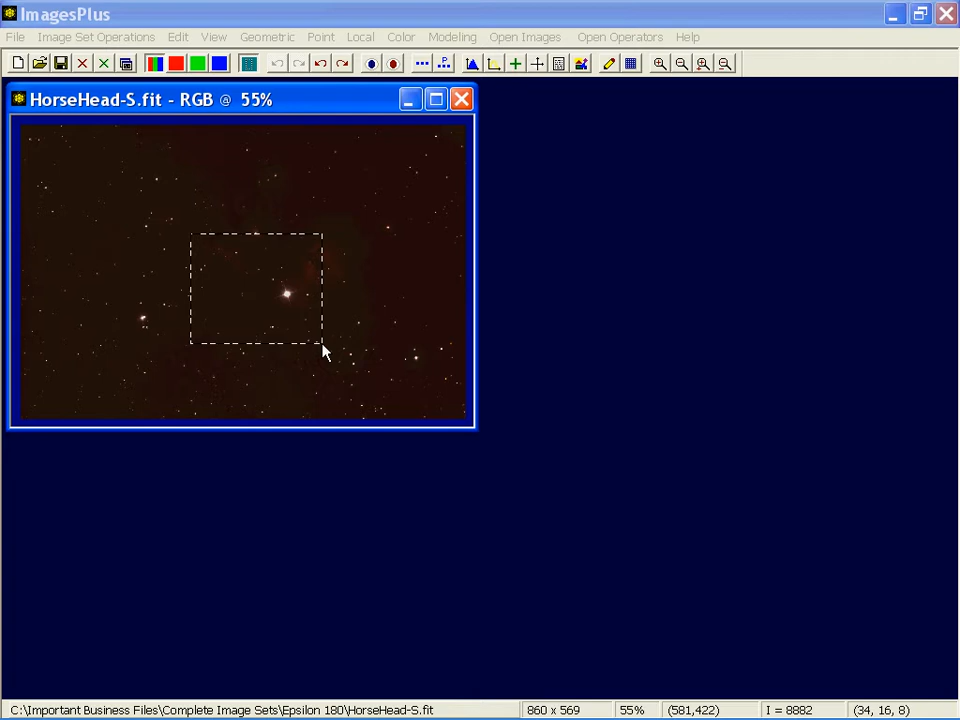 ImagesPlus
File Image Set Operations Edit View Geometric Point Local Color Modeling Open Images Open Operators Help
HorseHead-S.fit - RGB @ 55%
C:\Important Business Files\Complete Image Sets\Epsilon 180\HorseHead-S.fit 860 x 569 55% (581,422) I = 8882 (34, 16, 8)